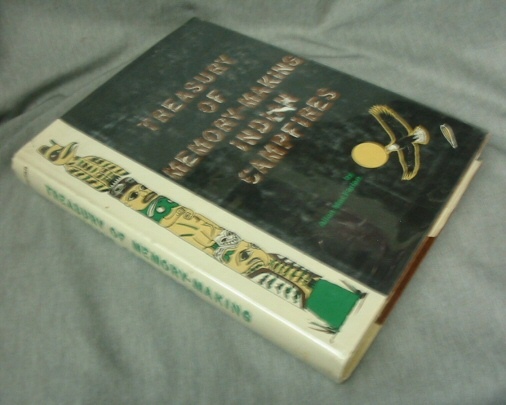 TREASURY
OF
MEMORY MAKING
INDIAN
CAMPFIRES
TREASURY OF MEMORY-MAKING